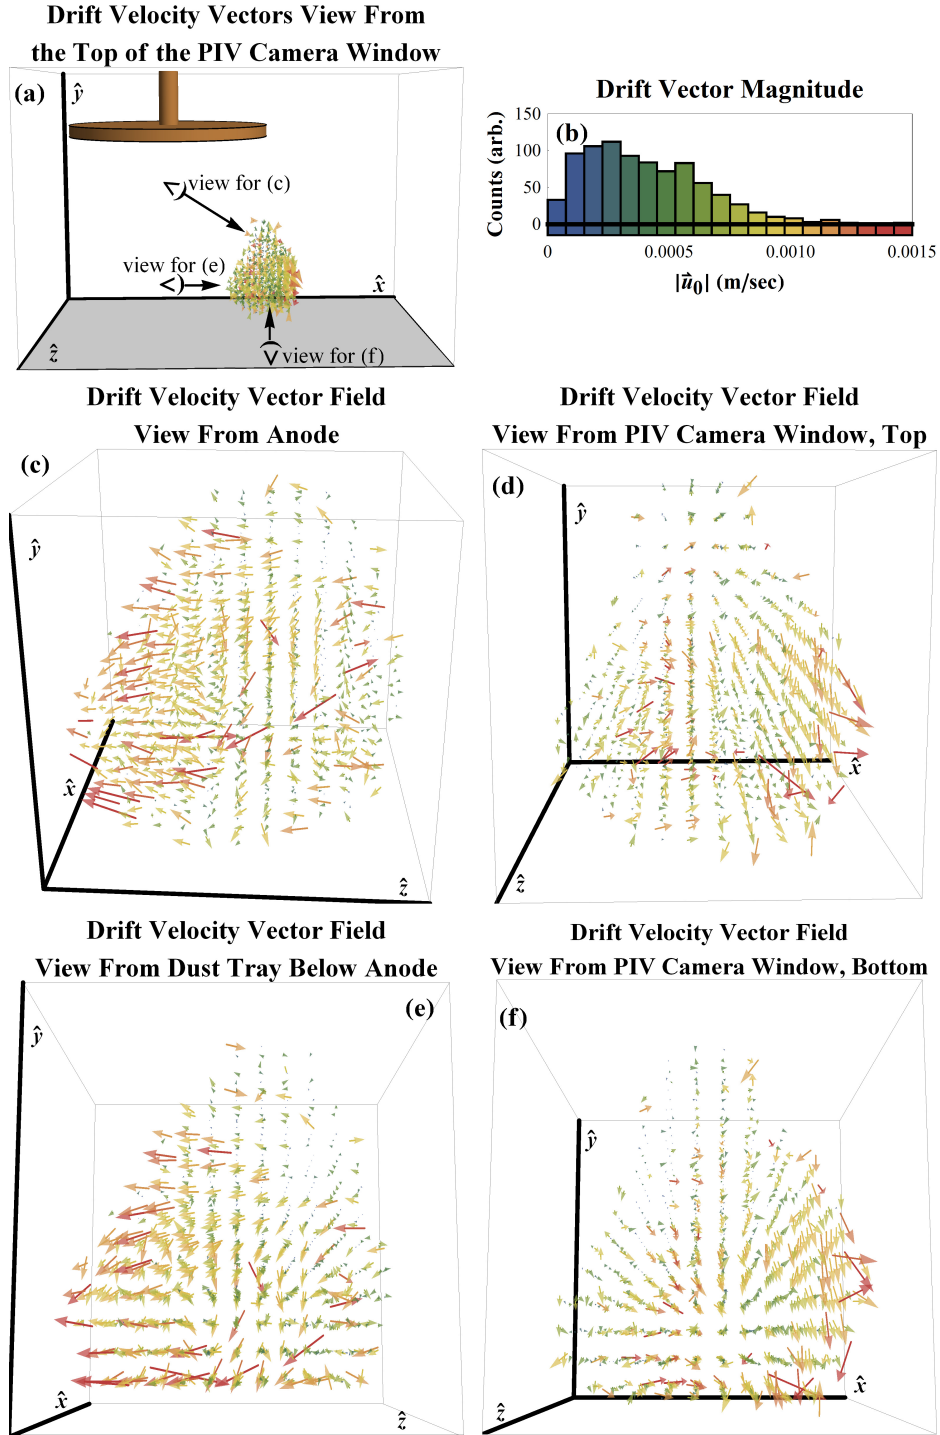 Drift Velocity Vectors View From
the Top of the PIV Camera Window
(a)
ŷ
view for (c)
view for (e)
x̂
ẑ
view for (f)
Drift Vector Magnitude
(b)
Counts (arb.)
150
100
50
0
0
0.0005
0.0010
0.0015
|u⃗₀| (m/sec)
Drift Velocity Vector Field
View From Anode
(c)
ŷ
x̂
ẑ
Drift Velocity Vector Field
View From PIV Camera Window, Top
(d)
ŷ
x̂
ẑ
Drift Velocity Vector Field
View From Dust Tray Below Anode
(e)
ŷ
x̂
ẑ
Drift Velocity Vector Field
View From PIV Camera Window, Bottom
(f)
ŷ
x̂
ẑ